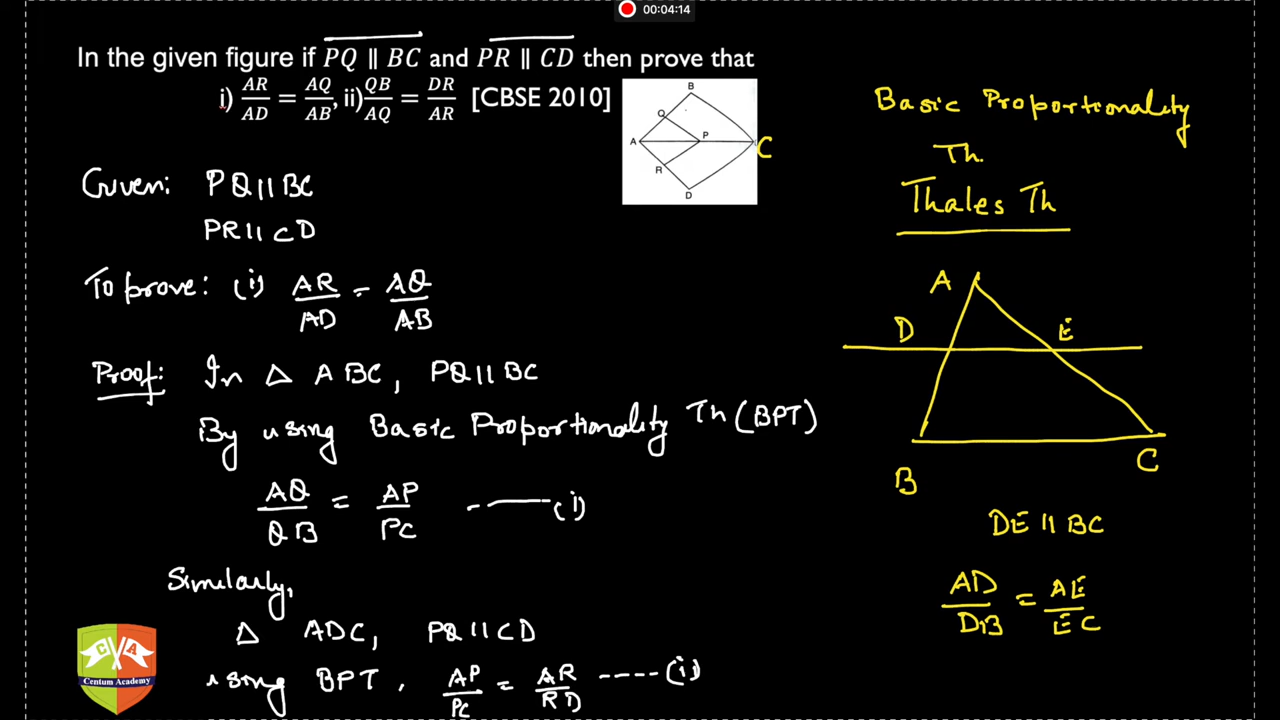 00:04:14
In the given figure if PQ ∥ BC and PR ∥ CD then prove that
i) AR/AD = AQ/AB, ii) QB/AQ = DR/AR [CBSE 2010]
B
Q
A
P
C
R
D
Given: PQ || BC
PR || CD
To prove: (i) AR/AD = AQ/AB
Proof: In Δ ABC, PQ || BC
By using Basic Proportionality Th (BPT)
AQ/QB = AP/PC -----(i)
Similarly,
Δ ADC, PQ || CD
using BPT, AP/PC = AR/RD ----(ii)
C A
Centum Academy
Basic Proportionality
Th.
Thales Th
A
D
E
B
C
DE || BC
AD/DB = AE/EC